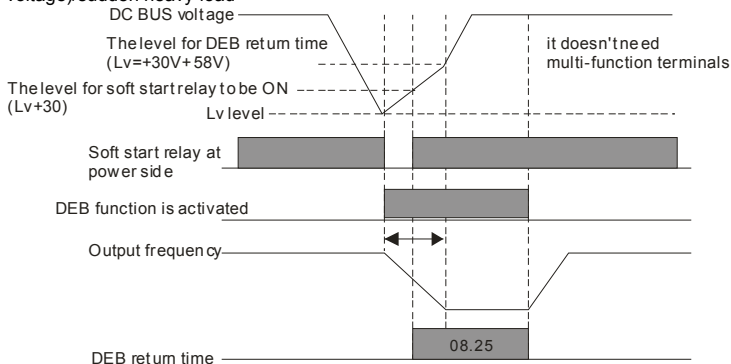 voltage)/sudden heavy load
DC BUS voltage
The level for DEB return time
(Lv=+30V+58V)
it doesn't need
multi-function terminals
The level for soft start relay to be ON
(Lv+30)
Lv level
Soft start relay at
power side
DEB function is activated
Output frequency
08.25
DEB return time